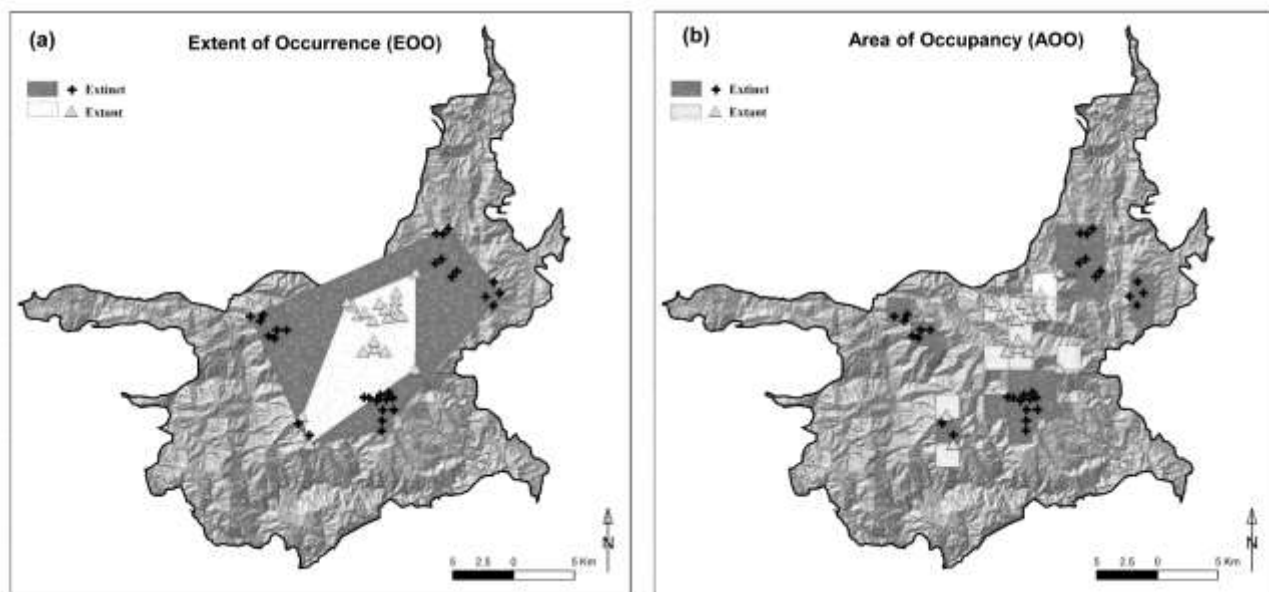 (a)
Extent of Occurrence (EOO)
Extinct
Extant
N
5 2.5 0 5 Km
(b)
Area of Occupancy (AOO)
Extinct
Extant
N
5 2.5 0 5 Km